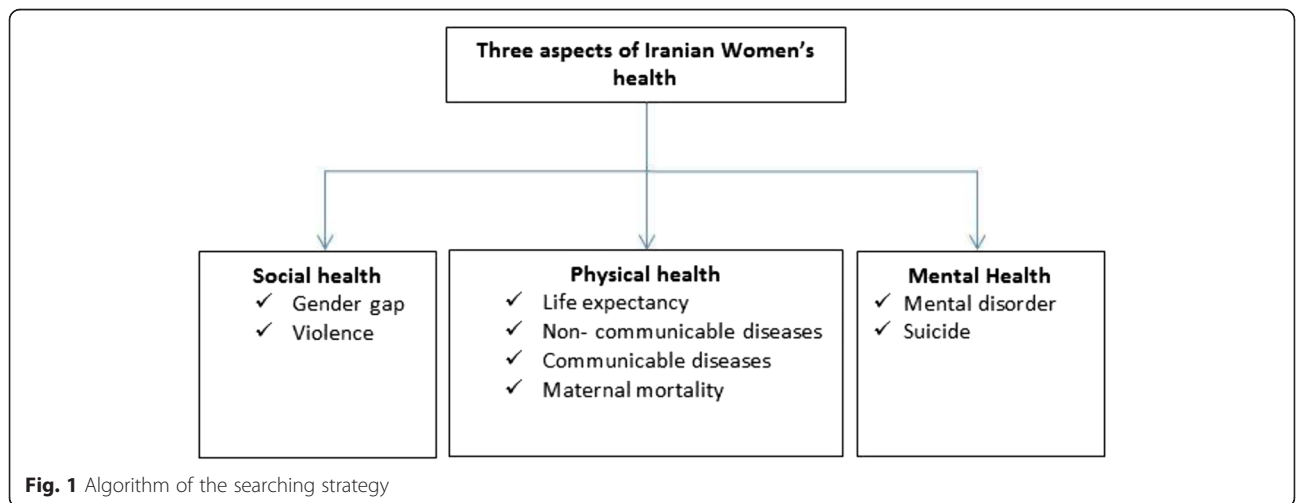 Three aspects of Iranian Women's
health
Social health
✓ Gender gap
✓ Violence
Physical health
✓ Life expectancy
✓ Non- communicable diseases
✓ Communicable diseases
✓ Maternal mortality
Mental Health
✓ Mental disorder
✓ Suicide
Fig. 1 Algorithm of the searching strategy